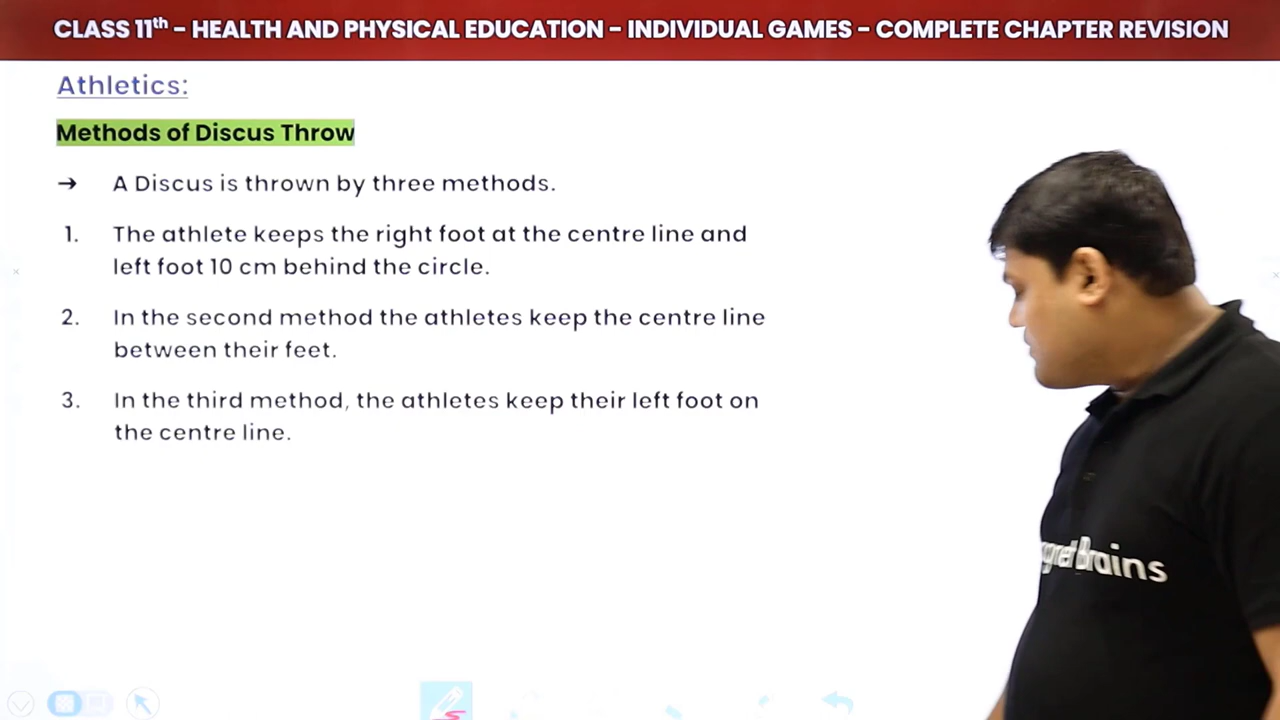 CLASS 11th – HEALTH AND PHYSICAL EDUCATION – INDIVIDUAL GAMES – COMPLETE CHAPTER REVISION
Athletics:
Methods of Discus Throw
→ A Discus is thrown by three methods.
1. The athlete keeps the right foot at the centre line and
left foot 10 cm behind the circle.
2. In the second method the athletes keep the centre line
between their feet.
3. In the third method, the athletes keep their left foot on
the centre line.
Brains